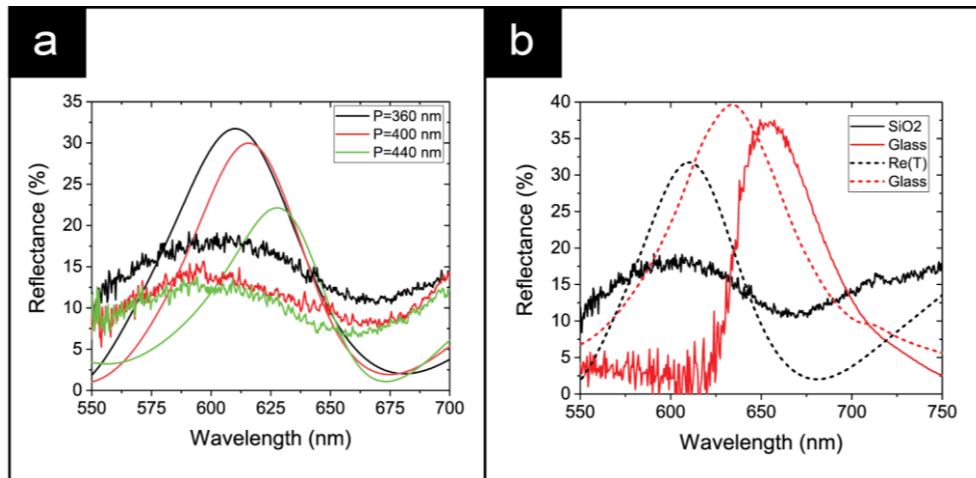 a
35
30
25
20
15
10
5
0
Reflectance (%)
P=360 nm
P=400 nm
P=440 nm
550 575 600 625 650 675 700
Wavelength (nm)
b
40
35
30
25
20
15
10
5
0
Reflectance (%)
SiO2
Glass
Re(T)
Glass
550 600 650 700 750
Wavelength (nm)